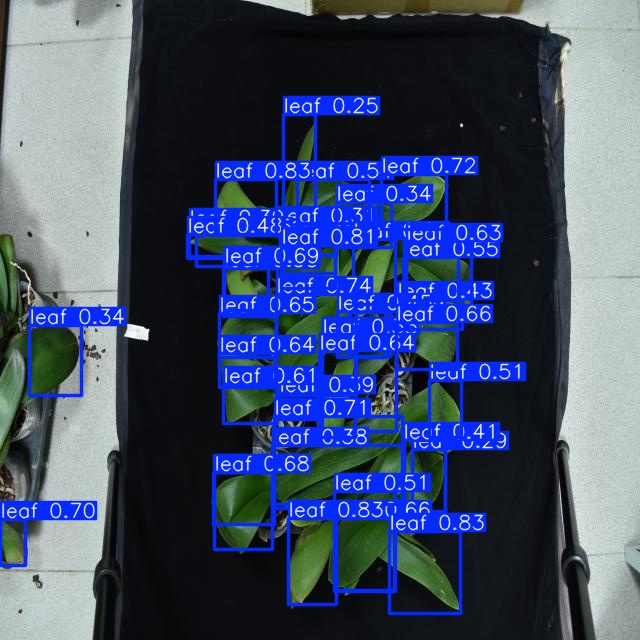 leaf 0.25
leaf 0.72
leaf 0.83
leaf 0.34
leaf 0.48
leaf 0.81
leaf 0.63
leaf 0.55
leaf 0.69
leaf 0.74
leaf 0.43
leaf 0.65
leaf 0.66
leaf 0.34
leaf 0.64
leaf 0.64
leaf 0.61
leaf 0.51
leaf 0.71
leaf 0.41
leaf 0.38
leaf 0.68
leaf 0.51
leaf 0.70
leaf 0.83
leaf 0.83